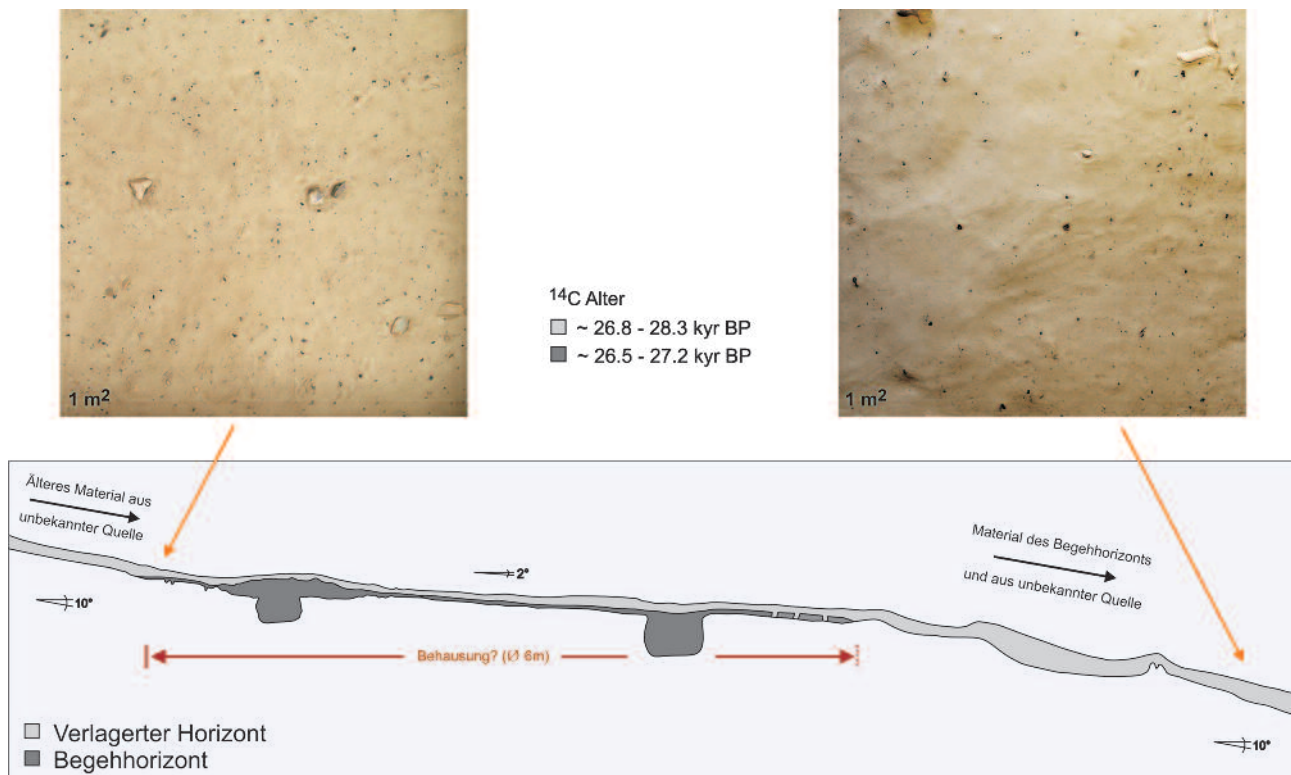 1 m²
¹⁴C Alter
~ 26.8 - 28.3 kyr BP
~ 26.5 - 27.2 kyr BP
1 m²
Älteres Material aus
unbekannter Quelle
10°
2°
Material des Begehhorizonts
und aus unbekannter Quelle
Behausung? (Ø 6m)
10°
Verlagerter Horizont
Begehhorizont